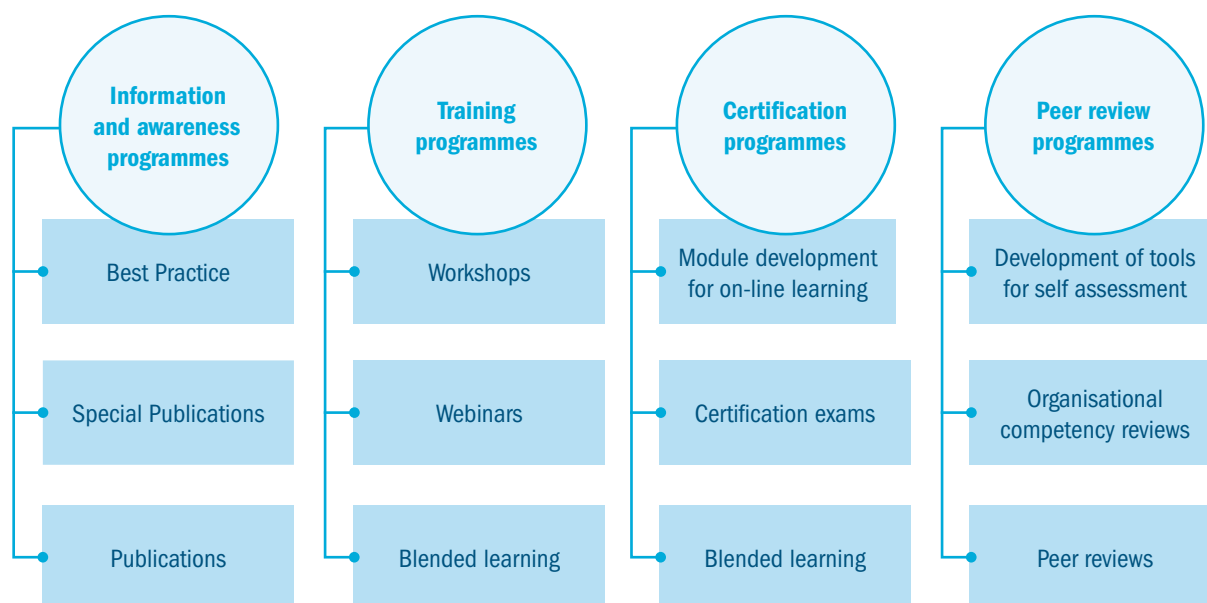 Information
and awareness
programmes
Best Practice
Special Publications
Publications
Training
programmes
Workshops
Webinars
Blended learning
Certification
programmes
Module development
for on-line learning
Certification exams
Blended learning
Peer review
programmes
Development of tools
for self assessment
Organisational
competency reviews
Peer reviews